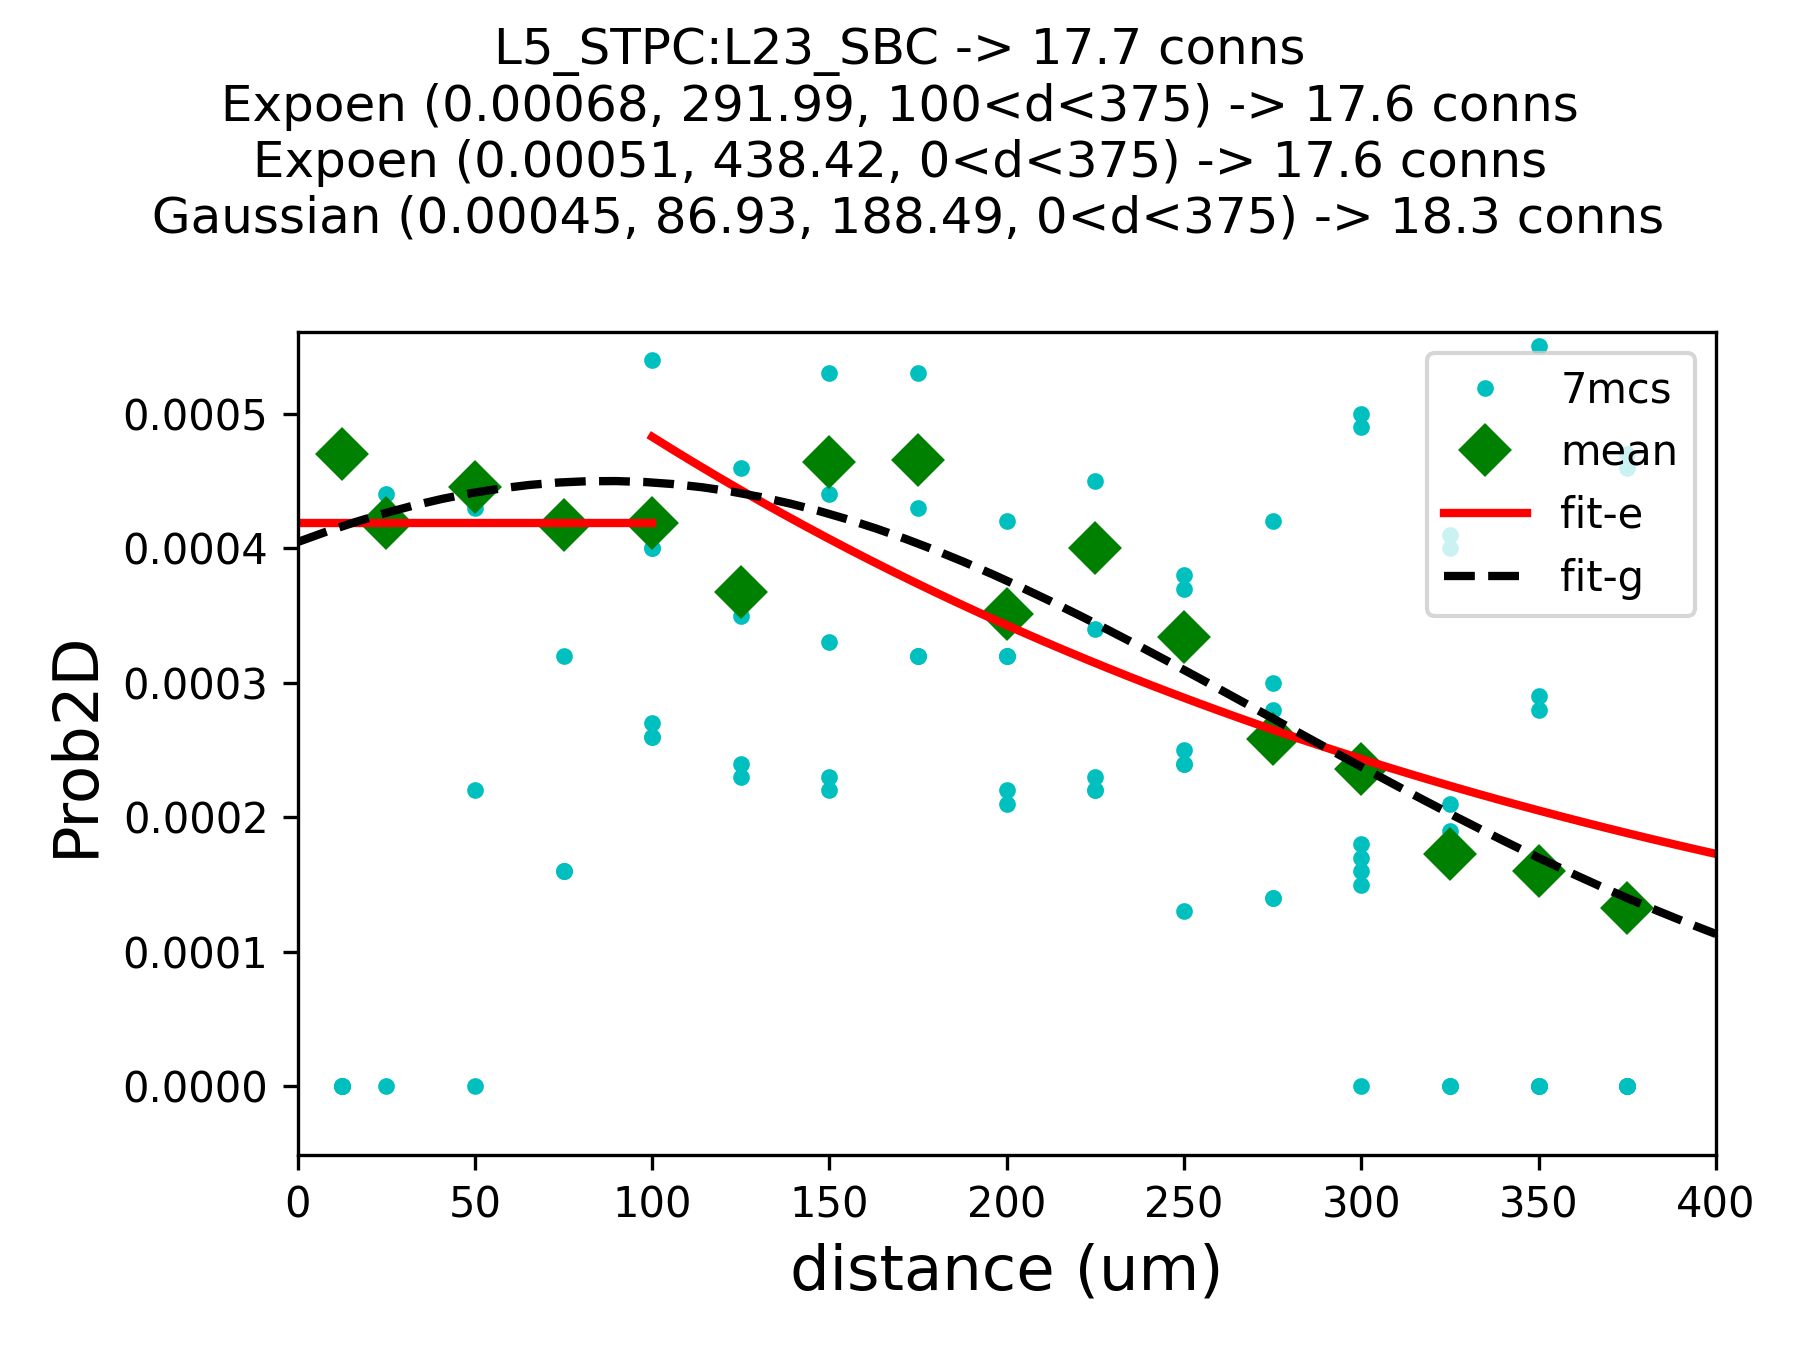 L5_STPC:L23_SBC -> 17.7 conns
Expoen (0.00068, 291.99, 100<d<375) -> 17.6 conns
Expoen (0.00051, 438.42, 0<d<375) -> 17.6 conns
Gaussian (0.00045, 86.93, 188.49, 0<d<375) -> 18.3 conns
7mcs
mean
fit-e
fit-g
Prob2D
0.0005
0.0004
0.0003
0.0002
0.0001
0.0000
0 50 100 150 200 250 300 350 400
distance (um)